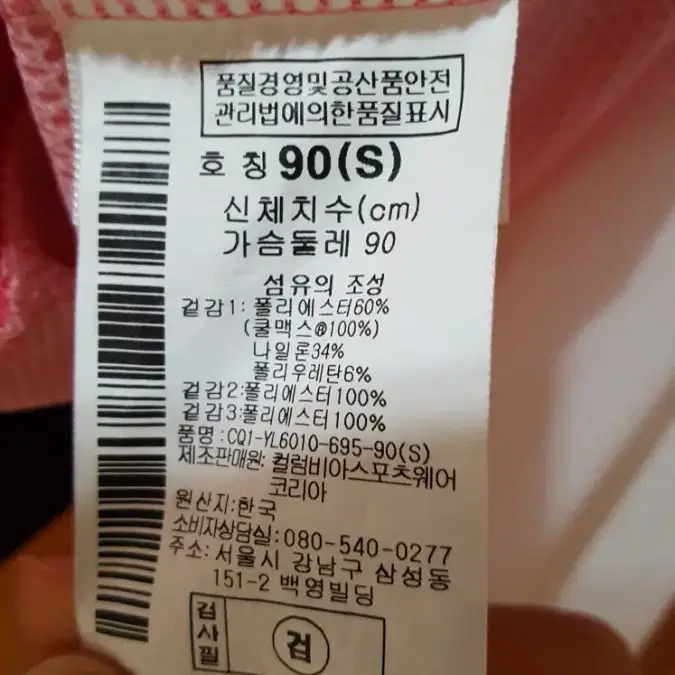 품질경영및공산품안전
관리법에의한품질표시
호 칭 90(S)
신체치수(cm)
가슴둘레 90
섬유의 조성
겉감1: 폴리에스터60%
(쿨맥스®100%)
나일론34%
폴리우레탄6%
겉감2:폴리에스터100%
겉감3:폴리에스터100%
품명:CQ1-YL6010-695-90(S)
제조판매원: 컬럼비아스포츠웨어
코리아
원산지:한국
소비자상담실:080-540-0277
주소: 서울시 강남구 삼성동
151-2 백영빌딩
검사필
검